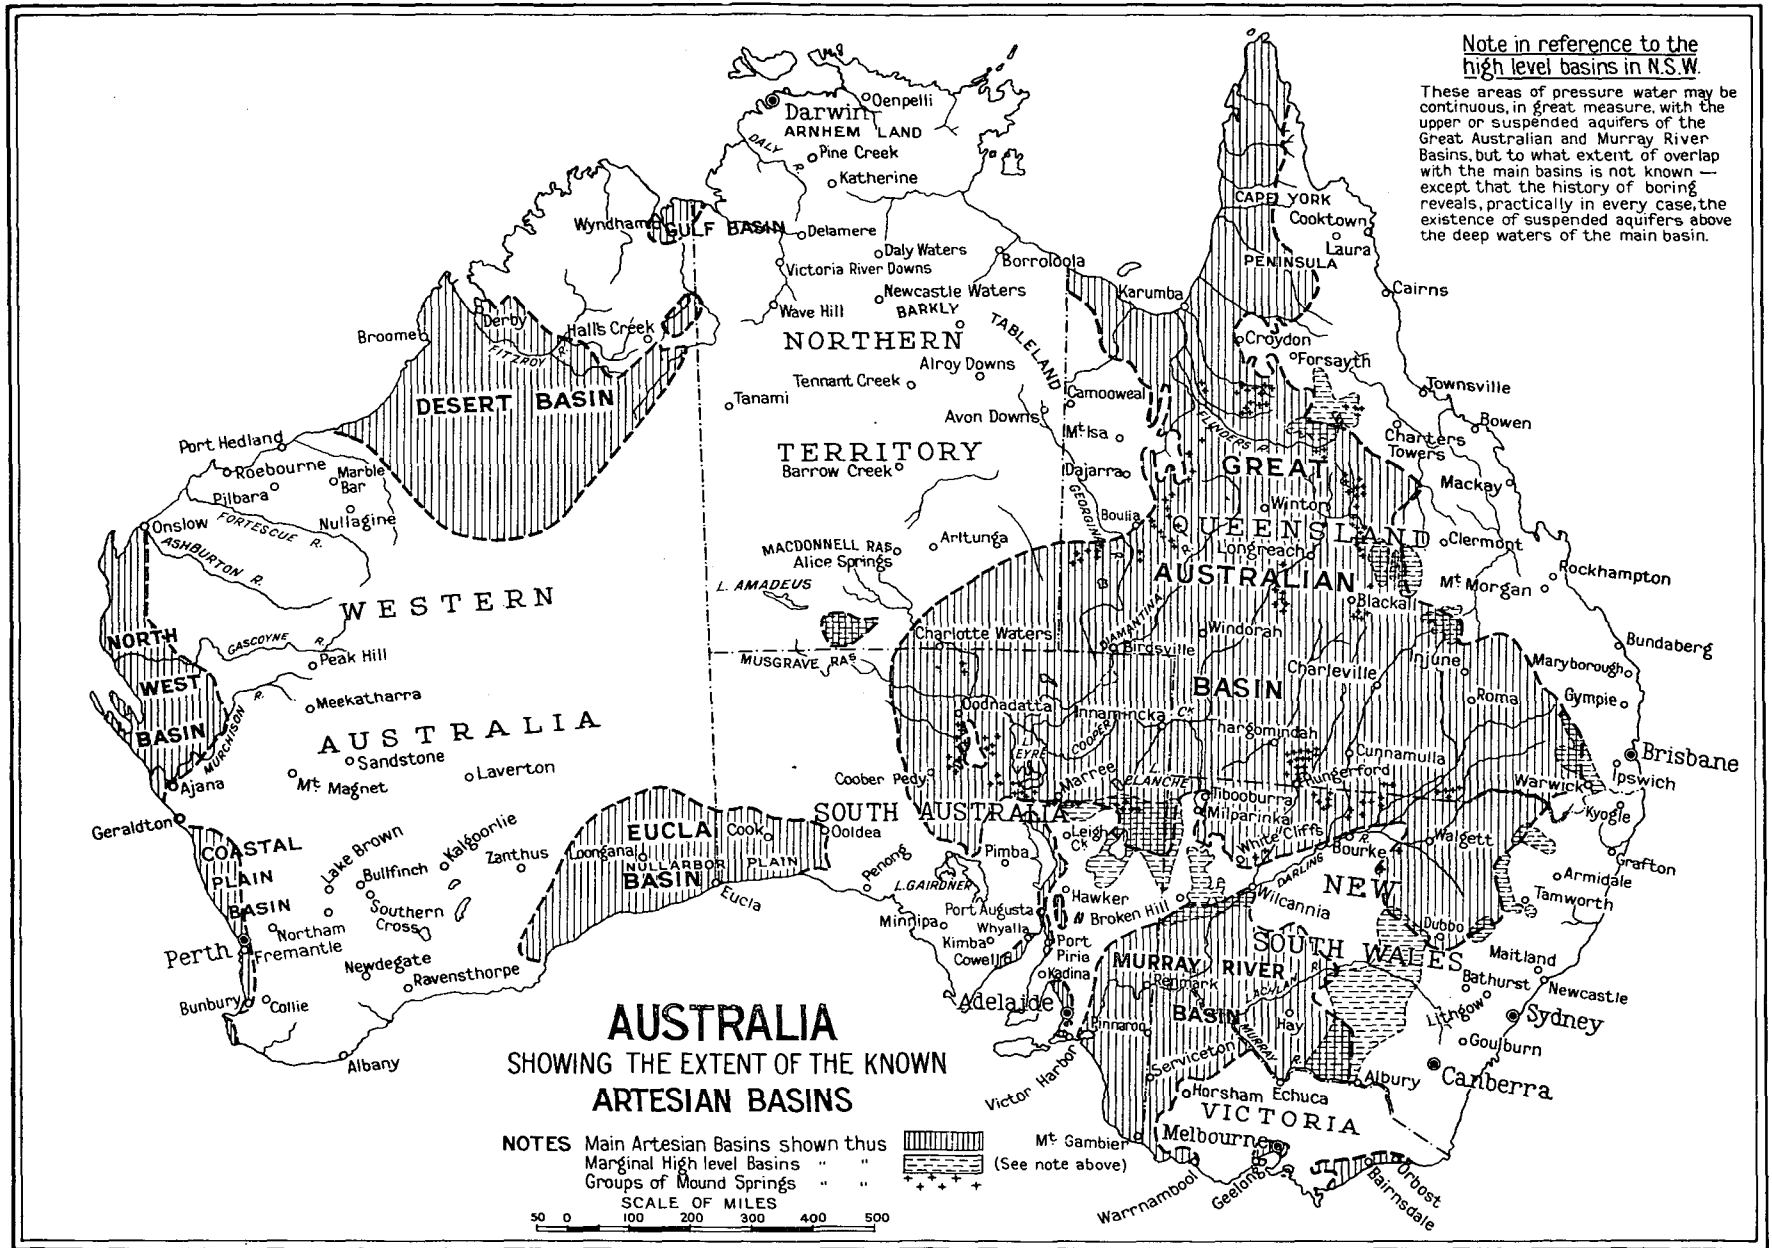 Note in reference to the
high level basins in N.S.W.
These areas of pressure water may be
continuous, in great measure, with the
upper or suspended aquifers of the
Great Australian and Murray River
Basins, but to what extent of overlap
with the main basins is not known —
except that the history of boring
reveals, practically in every case, the
existence of suspended aquifers above
the deep waters of the main basin.
Darwin
Oenpelli
ARNHEM LAND
DALY R.
Pine Creek
Katherine
Wyndham
GULF BASIN
Delamere
Daly Waters
Victoria River Downs
Borroloola
Newcastle Waters
Wave Hill
BARKLY
TABLELAND
NORTHERN
Alroy Downs
Tennant Creek
Tanami
Avon Downs
TERRITORY
Barrow Creek
Arltunga
MACDONNELL RAS
Alice Springs
L. AMADEUS
MUSGRAVE RAS
CAPE YORK
PENINSULA
Cooktown
Laura
Cairns
Karumba
Croydon
Forsayth
Townsville
Bowen
Camooweal
Mt Isa
Dajarra
FLINDERS R.
Charters
Towers
Mackay
GREAT
Winton
GEORGINA R.
Boulia
QUEENSLAND
Longreach
Clermont
AUSTRALIAN
Mt Morgan
Rockhampton
Blackall
DIAMANTINA R.
Windorah
Birdsville
Charlotte Waters
Charleville
Injune
Bundaberg
Maryborough
Gympie
BASIN
Roma
Oodnadatta
Innamincka
COOPER CK
Thargomindah
L. EYRE
Cunnamulla
Brisbane
Ipswich
Coober Pedy
Marree
L. PLANCHE
Hungerford
Warwick
Tibooburra
Milparinka
Kyogle
SOUTH AUSTRALIA
Leigh
Ck
White Cliffs
Bourke
Walgett
Grafton
Pimba
Penong
L. GAIRDNER
DARLING R.
NEW
Armidale
Tamworth
Hawker
Broken Hill
Wilcannia
Port Augusta
Minnipa
Whyalla
Kimba
Cowell
Port
Pirie
Kadina
Dubbo
SOUTH WALES
Maitland
MURRAY RIVER
Bathurst
Newcastle
Renmark
LACHLAN R.
Adelaide
Lithgow
Sydney
BASIN
Pinnaroo
Hay
Goulburn
MURRAY R.
Serviceton
Albury
Canberra
Victor Harbor
Horsham
Echuca
VICTORIA
Mt Gambier
Melbourne
Warrnambool
Geelong
Bairnsdale
Orbost
Derby
Hall's Creek
Broome
FITZROY R.
DESERT BASIN
Port Hedland
Roebourne
Marble
Bar
Pilbara
Nullagine
Onslow
FORTESCUE R.
ASHBURTON R.
WESTERN
NORTH
WEST
BASIN
GASCOYNE R.
Peak Hill
Meekatharra
MURCHISON R.
AUSTRALIA
Sandstone
Laverton
Mt Magnet
Ajana
Geraldton
COASTAL
PLAIN
BASIN
Lake Brown
Kalgoorlie
Bullfinch
Zanthus
Southern
Cross
Northam
Perth
Fremantle
Newdegate
Ravensthorpe
Bunbury
Collie
Albany
EUCLA
BASIN
Cook
Ooldea
Loongana
NULLARBOR PLAIN
Eucla
AUSTRALIA
SHOWING THE EXTENT OF THE KNOWN
ARTESIAN BASINS
NOTES Main Artesian Basins shown thus
Marginal High level Basins " " (See note above)
Groups of Mound Springs " "
SCALE OF MILES
50 0 100 200 300 400 500